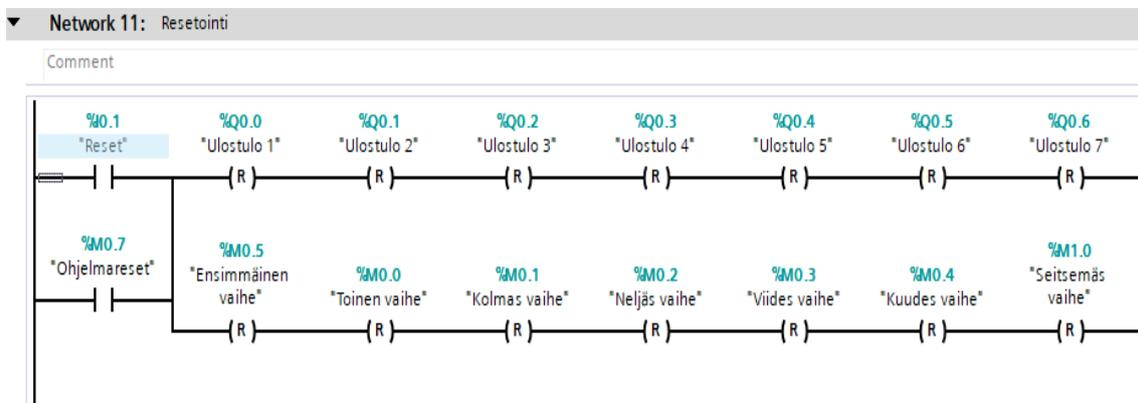 Network 11: Resetointi
Comment
%I0.1 %Q0.0 %Q0.1 %Q0.2 %Q0.3 %Q0.4 %Q0.5 %Q0.6
"Reset" "Ulostulo 1" "Ulostulo 2" "Ulostulo 3" "Ulostulo 4" "Ulostulo 5" "Ulostulo 6" "Ulostulo 7"
( R ) ( R ) ( R ) ( R ) ( R ) ( R ) ( R )
%M0.7 %M0.5 %M1.0
"Ohjelmareset" "Ensimmäinen %M0.0 %M0.1 %M0.2 %M0.3 %M0.4 "Seitsemäs
vaihe" "Toinen vaihe" "Kolmas vaihe" "Neljäs vaihe" "Viides vaihe" "Kuudes vaihe" vaihe"
( R ) ( R ) ( R ) ( R ) ( R ) ( R ) ( R )